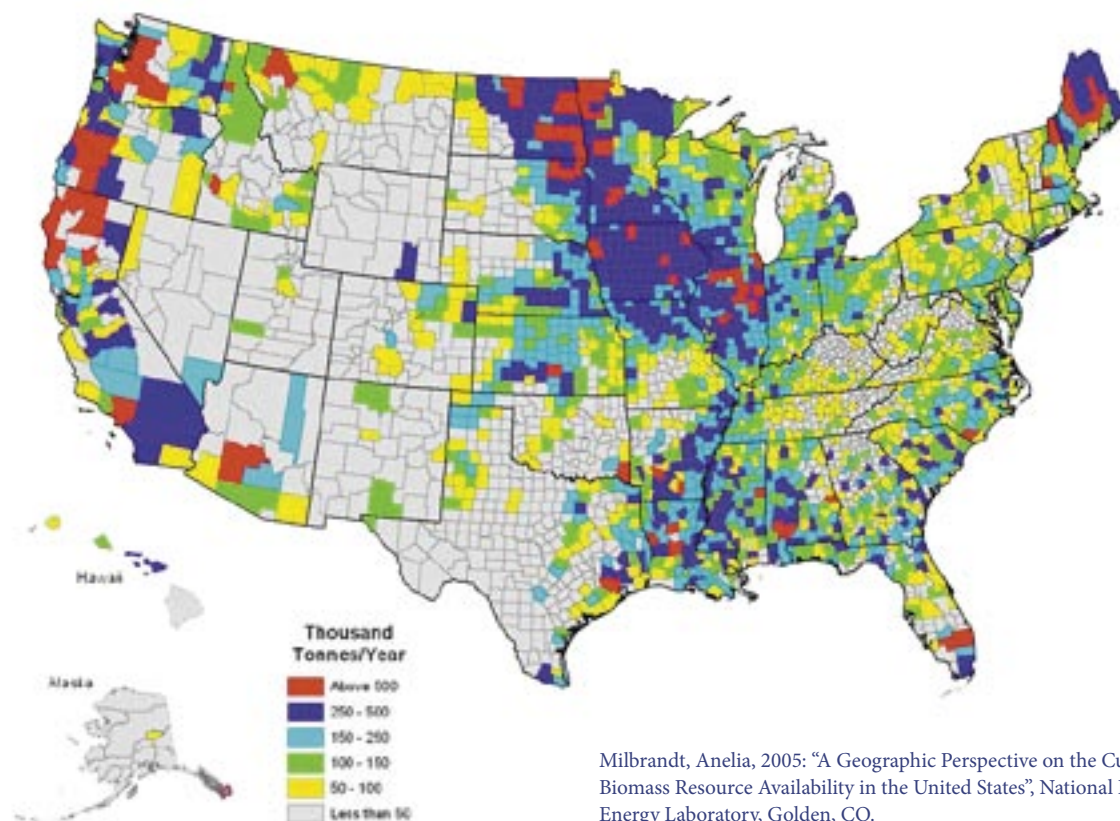 Hawaii
Alaska
Thousand
Tonnes/Year
Above 500
250 - 500
150 - 250
100 - 150
50 - 100
Less than 50
Milbrandt, Anelia, 2005: “A Geographic Perspective on the Cu
Biomass Resource Availability in the United States”, National
Energy Laboratory, Golden, CO.